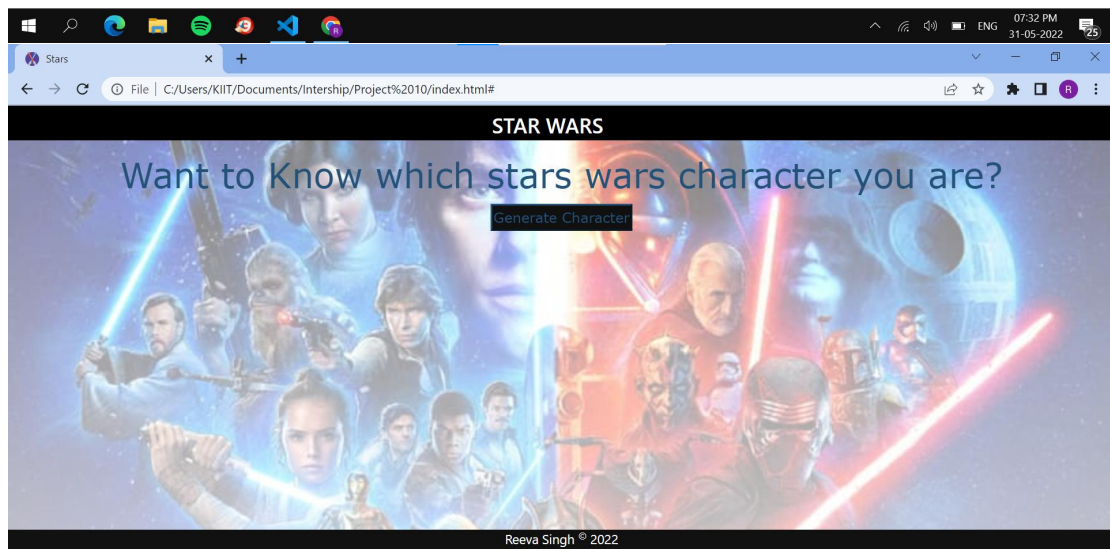 ENG
07:32 PM
31-05-2022
25
Stars
File | C:/Users/KIIT/Documents/Intership/Project%2010/index.html#
R
STAR WARS
Want to Know which stars wars character you are?
Generate Character
Reeva Singh © 2022